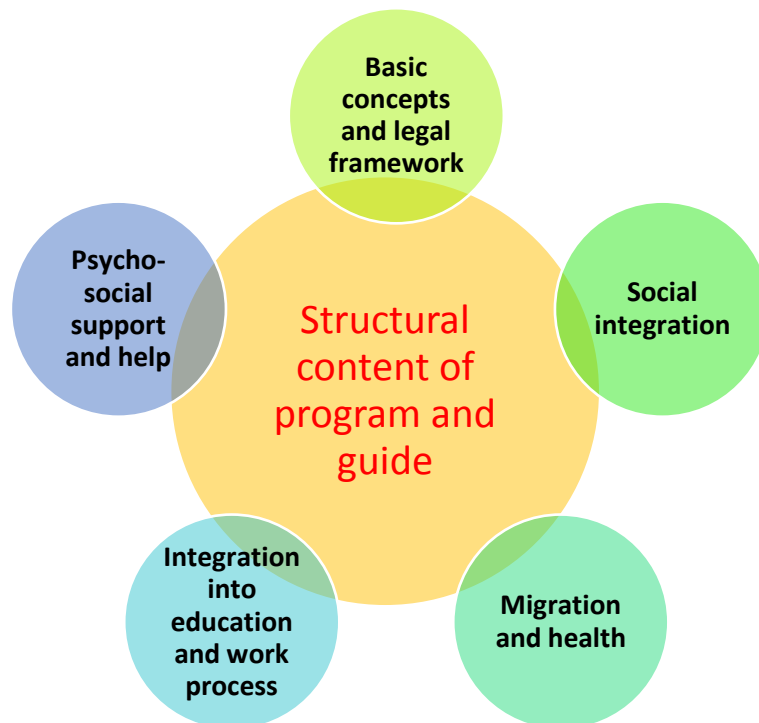 Basic
concepts
and legal
framework
Psycho-
social
support
and help
Social
integration
Structural
content of
program and
guide
Integration
into
education
and work
process
Migration
and health